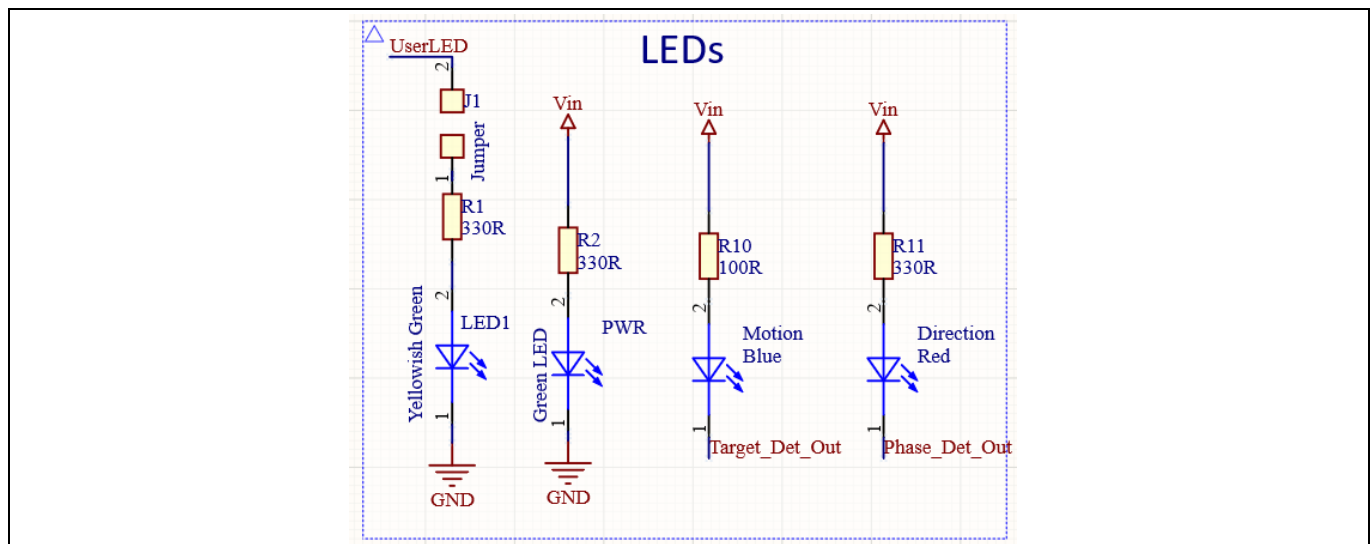 LEDs
UserLED
2
J1
Jumper
1
R1
330R
2
LED1
Yellowish Green
1
GND
Vin
R2
330R
2
PWR
Green LED
1
GND
Vin
R10
100R
2
Motion
Blue
1
Target_Det_Out
Vin
R11
330R
2
Direction
Red
1
Phase_Det_Out